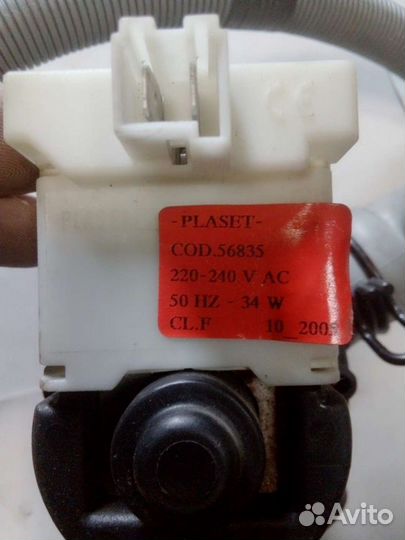 -PLASET-
COD.56835
220-240 V AC
50 HZ - 34 W
CL.F 10_2005
Avito